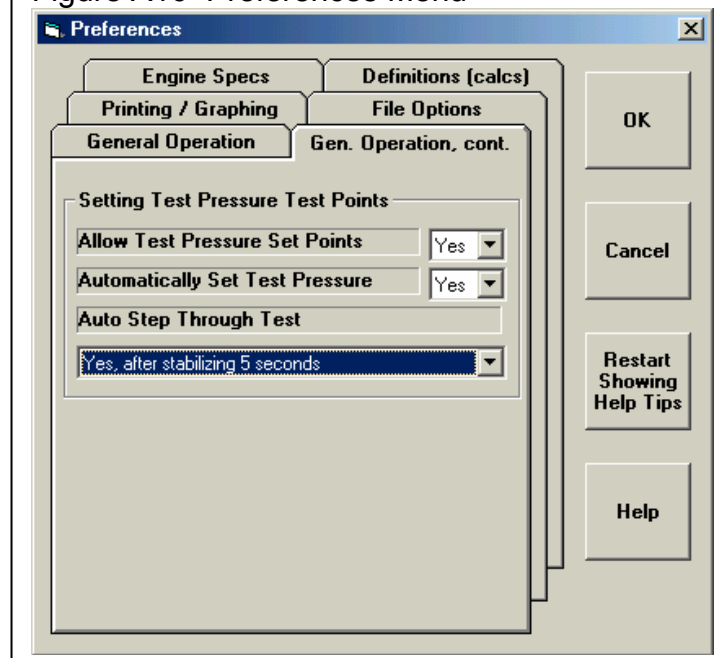 Preferences
Engine Specs
Definitions (calcs)
Printing / Graphing
File Options
General Operation
Gen. Operation, cont.
Setting Test Pressure Test Points
Allow Test Pressure Set Points
Yes
Automatically Set Test Pressure
Yes
Auto Step Through Test
Yes, after stabilizing 5 seconds
OK
Cancel
Restart
Showing
Help Tips
Help